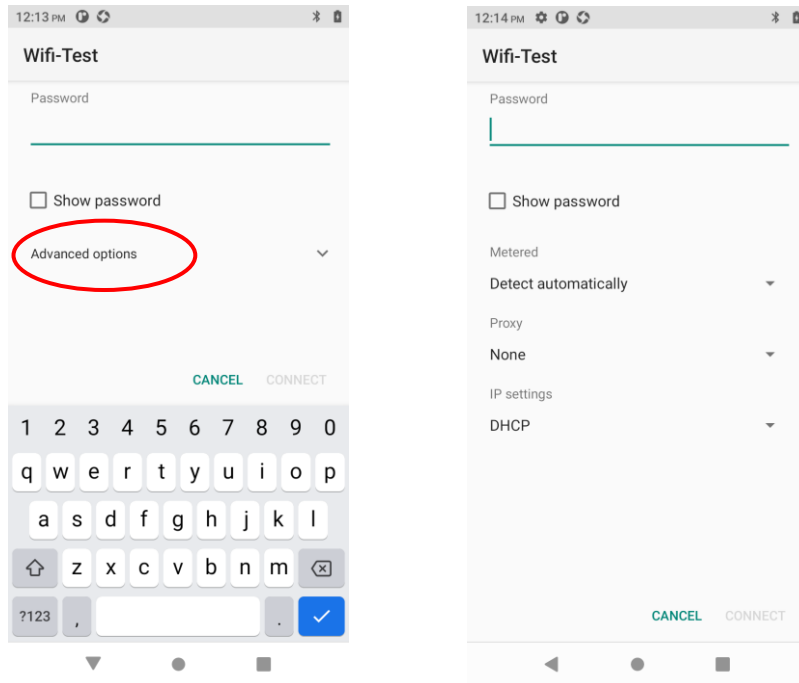 12:13 PM
Wifi-Test
Password
Show password
Advanced options
CANCEL CONNECT
1 2 3 4 5 6 7 8 9 0
q w e r t y u i o p
a s d f g h j k l
z x c v b n m
?123 , .
12:14 PM
Wifi-Test
Password
Show password
Metered
Detect automatically
Proxy
None
IP settings
DHCP
CANCEL CONNECT